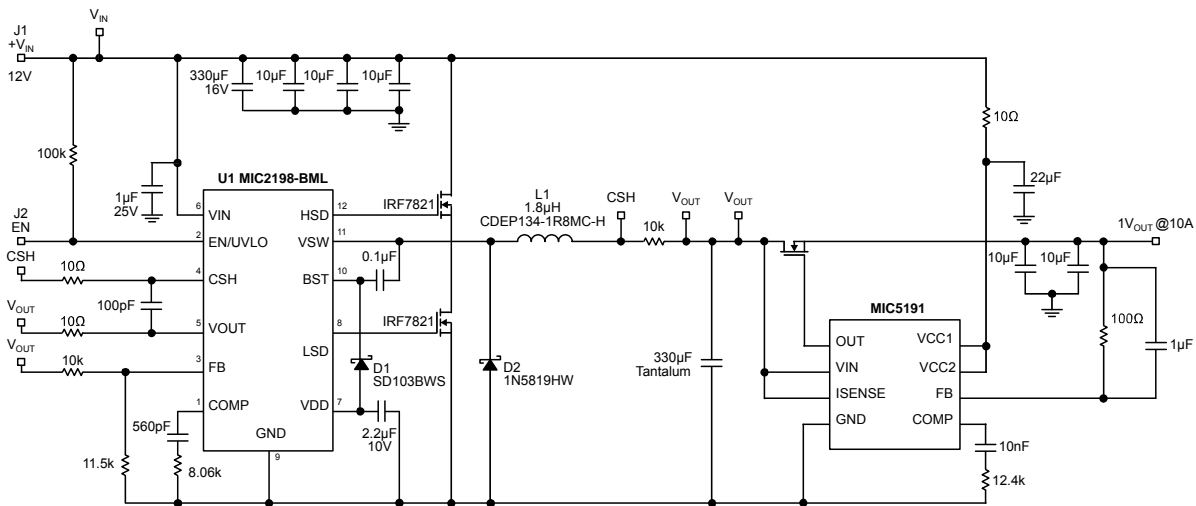 J1
+VIN
12V
VIN
330µF
16V
10µF
10µF
10µF
10Ω
100k
1µF
25V
U1 MIC2198-BML
22µF
J2
EN
6
VIN
HSD
12
IRF7821
L1
1.8µH
CDEP134-1R8MC-H
CSH
VOUT
VOUT
10k
1VOUT @10A
2
EN/UVLO
VSW
11
CSH
10Ω
4
CSH
BST
10
0.1µF
10µF
10µF
100pF
VOUT
10Ω
5
VOUT
8
IRF7821
LSD
MIC5191
VOUT
10k
3
FB
D1
SD103BWS
D2
1N5819HW
330µF
Tantalum
OUT
VCC1
100Ω
1µF
VIN
VCC2
ISENSE
FB
1
COMP
VDD
7
GND
COMP
560pF
GND
2.2µF
10V
10nF
11.5k
8.06k
9
12.4k